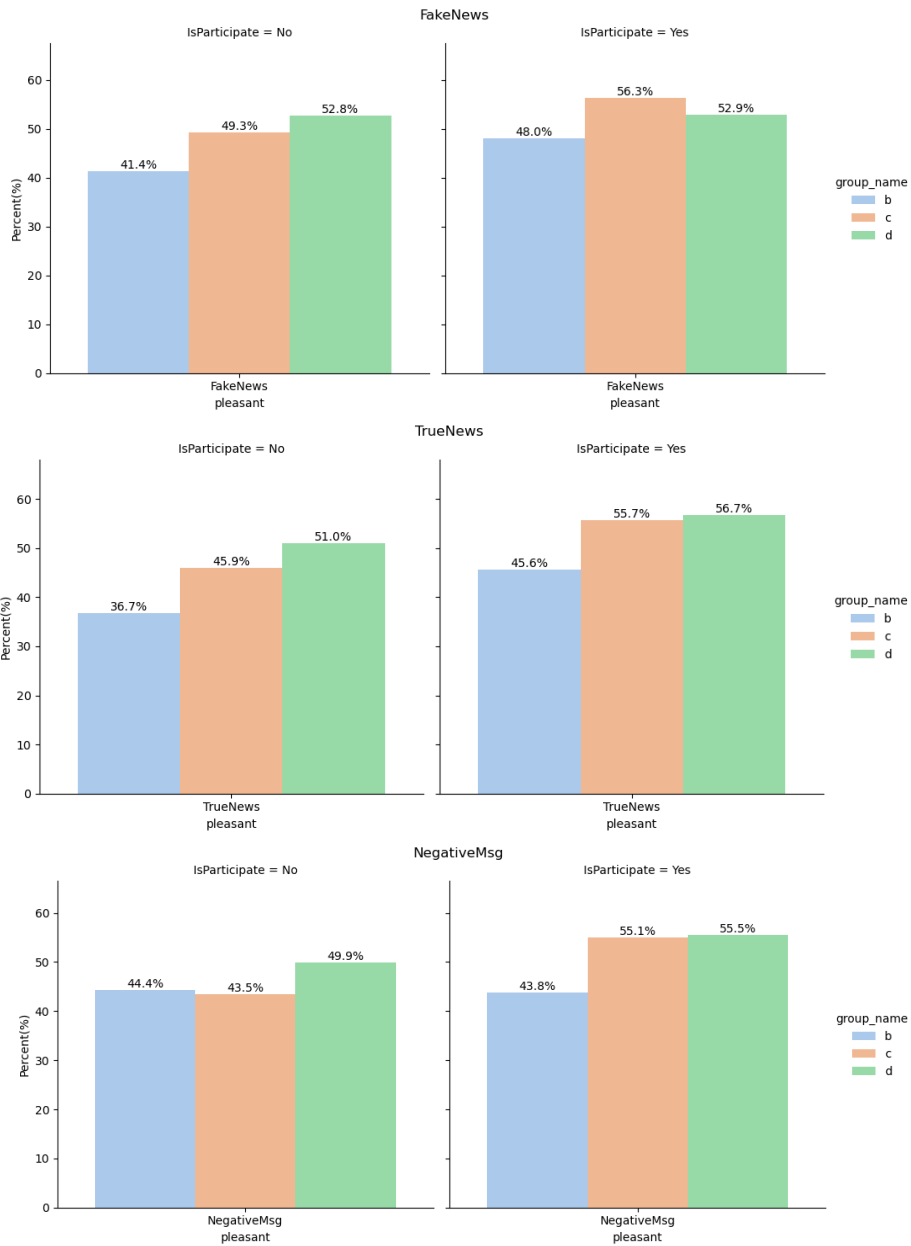 FakeNews
IsParticipate = No
IsParticipate = Yes
Percent(%)
60
50
40
30
20
10
0
41.4%
49.3%
52.8%
48.0%
56.3%
52.9%
FakeNews
pleasant
FakeNews
pleasant
group_name
b
c
d
TrueNews
IsParticipate = No
IsParticipate = Yes
Percent(%)
60
50
40
30
20
10
0
36.7%
45.9%
51.0%
45.6%
55.7%
56.7%
TrueNews
pleasant
TrueNews
pleasant
group_name
b
c
d
NegativeMsg
IsParticipate = No
IsParticipate = Yes
Percent(%)
60
50
40
30
20
10
0
44.4%
43.5%
49.9%
43.8%
55.1%
55.5%
NegativeMsg
pleasant
NegativeMsg
pleasant
group_name
b
c
d